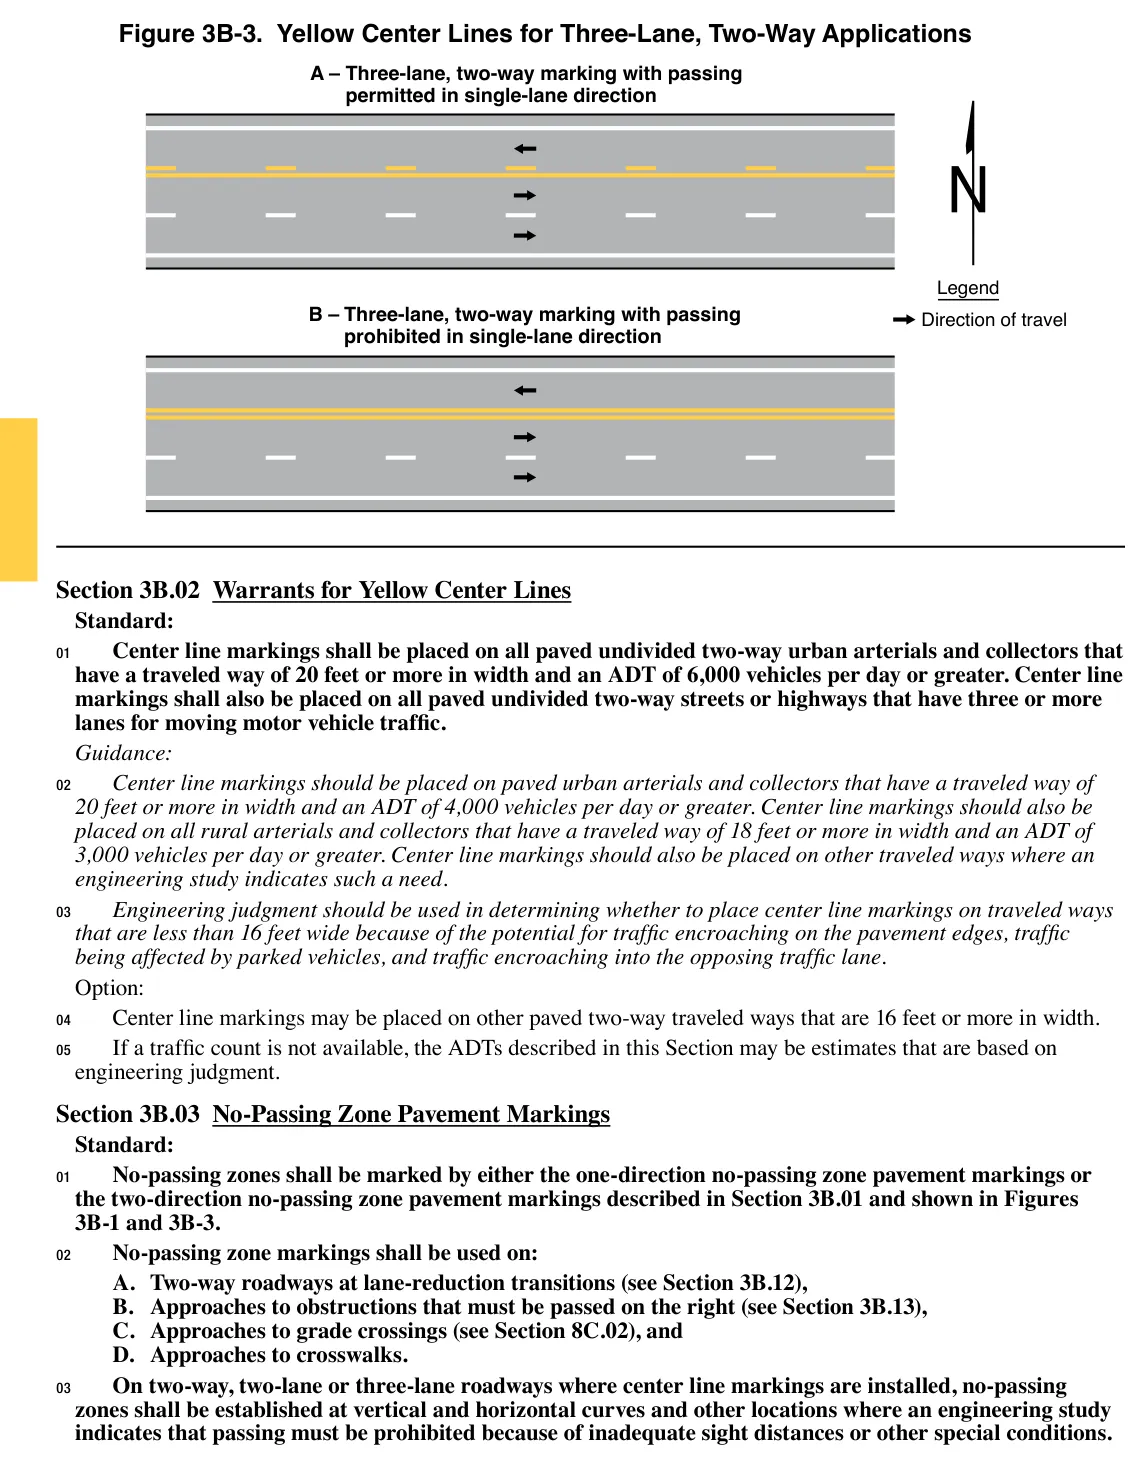 Figure 3B-3.  Yellow Center Lines for Three-Lane, Two-Way Applications
A – Three-lane, two-way marking with passing
permitted in single-lane direction
N
Legend
Direction of travel
B – Three-lane, two-way marking with passing
prohibited in single-lane direction
Section 3B.02  Warrants for Yellow Center Lines
Standard:
01 Center line markings shall be placed on all paved undivided two-way urban arterials and collectors that
have a traveled way of 20 feet or more in width and an ADT of 6,000 vehicles per day or greater. Center line
markings shall also be placed on all paved undivided two-way streets or highways that have three or more
lanes for moving motor vehicle traffic.
Guidance:
02 Center line markings should be placed on paved urban arterials and collectors that have a traveled way of
20 feet or more in width and an ADT of 4,000 vehicles per day or greater. Center line markings should also be
placed on all rural arterials and collectors that have a traveled way of 18 feet or more in width and an ADT of
3,000 vehicles per day or greater. Center line markings should also be placed on other traveled ways where an
engineering study indicates such a need.
03 Engineering judgment should be used in determining whether to place center line markings on traveled ways
that are less than 16 feet wide because of the potential for traffic encroaching on the pavement edges, traffic
being affected by parked vehicles, and traffic encroaching into the opposing traffic lane.
Option:
04 Center line markings may be placed on other paved two-way traveled ways that are 16 feet or more in width.
05 If a traffic count is not available, the ADTs described in this Section may be estimates that are based on
engineering judgment.
Section 3B.03  No-Passing Zone Pavement Markings
Standard:
01 No-passing zones shall be marked by either the one-direction no-passing zone pavement markings or
the two-direction no-passing zone pavement markings described in Section 3B.01 and shown in Figures
3B-1 and 3B-3.
02 No-passing zone markings shall be used on:
A. Two-way roadways at lane-reduction transitions (see Section 3B.12),
B. Approaches to obstructions that must be passed on the right (see Section 3B.13),
C. Approaches to grade crossings (see Section 8C.02), and
D. Approaches to crosswalks.
03 On two-way, two-lane or three-lane roadways where center line markings are installed, no-passing
zones shall be established at vertical and horizontal curves and other locations where an engineering study
indicates that passing must be prohibited because of inadequate sight distances or other special conditions.